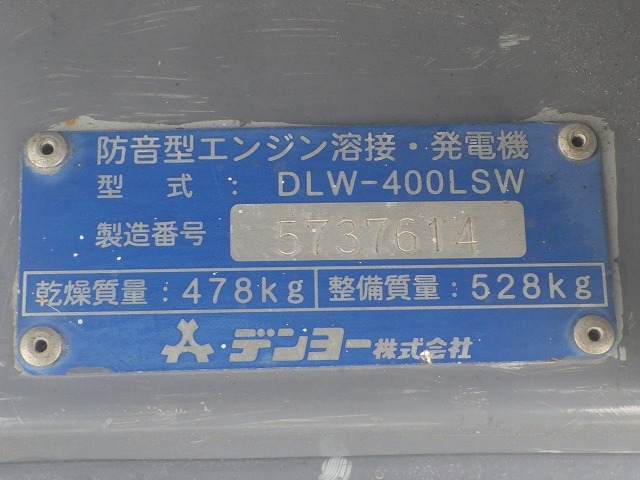 防音型エンジン溶接・発電機
型 式 : DLW-400LSW
製造番号 5737614
乾燥質量:478kg 整備質量:528kg
デンヨー株式会社